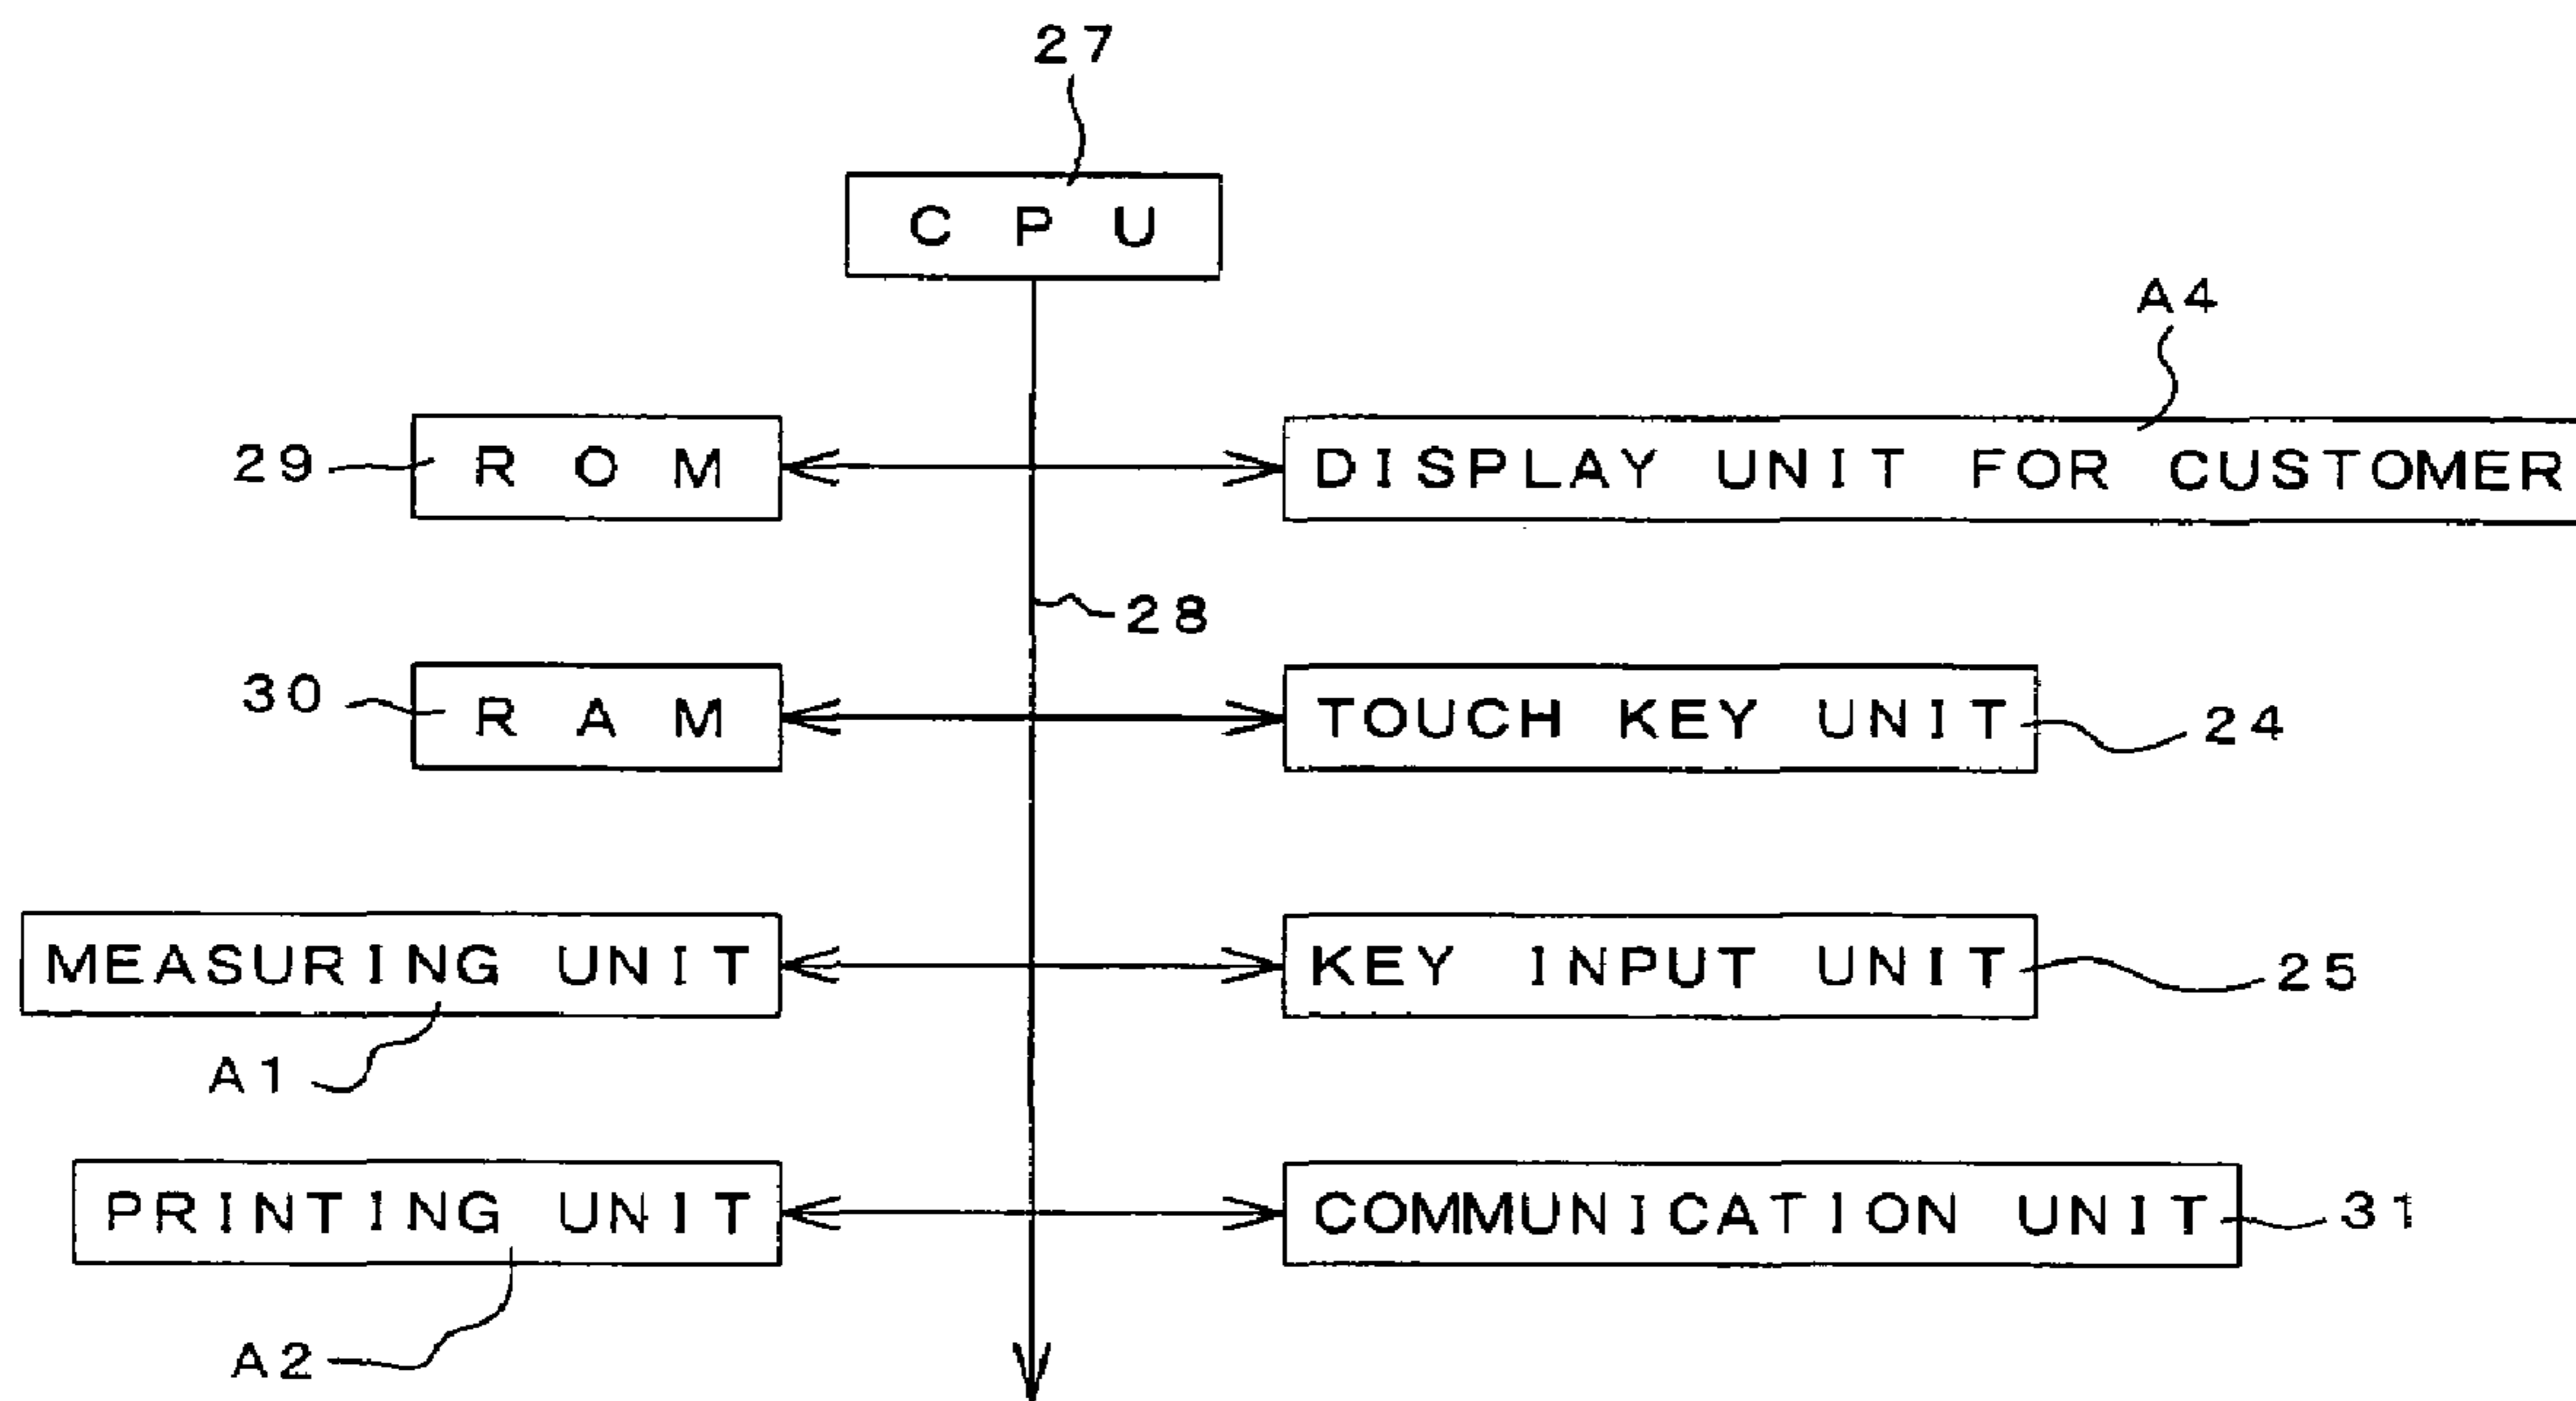 27
CPU
A4
29 ROM DISPLAY UNIT FOR CUSTOMER
28
30 RAM TOUCH KEY UNIT 24
MEASURING UNIT KEY INPUT UNIT 25
A1
PRINTING UNIT COMMUNICATION UNIT 31
A2